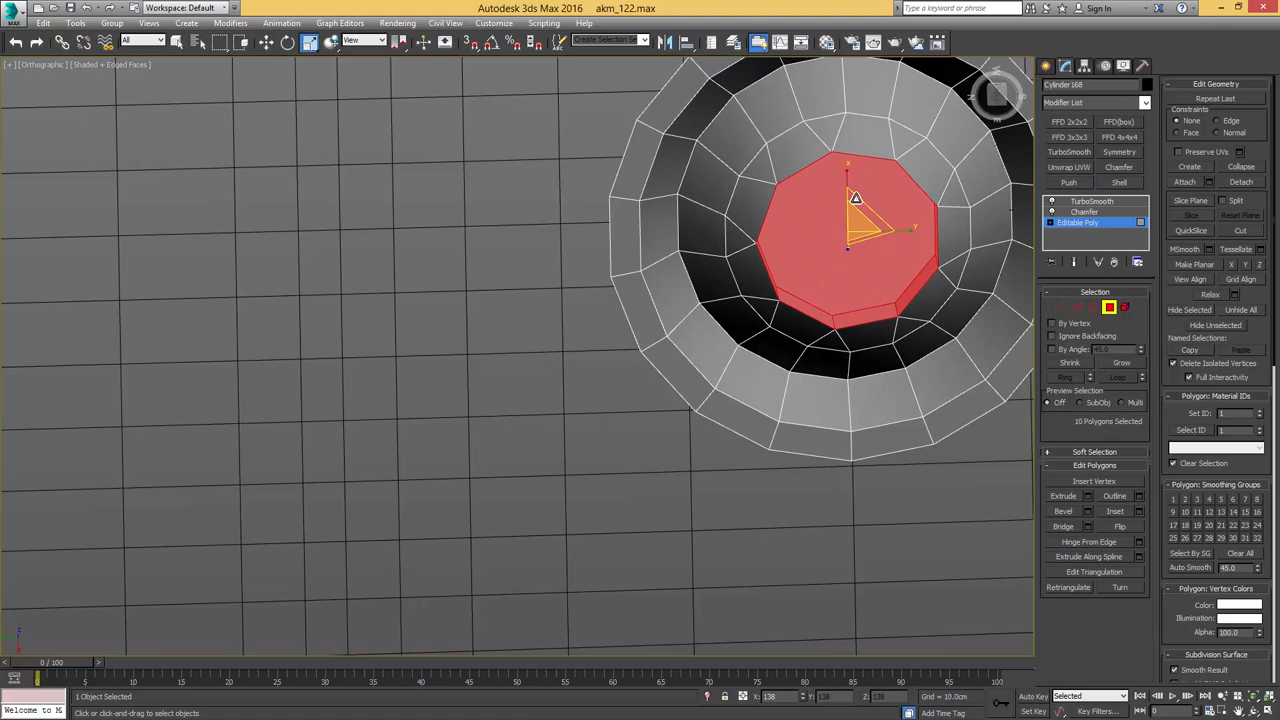 Autodesk 3ds Max 2016 akm_122.max
Workspace: Default
Type a keyword or phrase
Sign In
MAX
Edit Tools Group Views Create Modifiers Animation Graph Editors Rendering Civil View Customize Scripting Help
All
View
[+] [Orthographic] [Shaded + Edged Faces]
Cylinder168
Modifier List
FFD 2x2x2 FFD(box)
FFD 3x3x3 FFD 4x4x4
TurboSmooth Symmetry
Unwrap UVW Chamfer
Push Shell
TurboSmooth
Chamfer
Editable Poly
Selection
By Vertex
Ignore Backfacing
By Angle: 45.0
Shrink Grow
Ring Loop
Preview Selection
Off SubObj Multi
10 Polygons Selected
Soft Selection
Edit Polygons
Insert Vertex
Extrude Outline
Bevel Inset
Bridge Flip
Hinge From Edge
Extrude Along Spline
Edit Triangulation
Retriangulate Turn
Edit Geometry
Repeat Last
Constraints
None Edge
Face Normal
Preserve UVs
Create Collapse
Attach Detach
Slice Plane Split
Slice Reset Plane
QuickSlice Cut
MSmooth Tessellate
Make Planar X Y Z
View Align Grid Align
Relax
Hide Selected Unhide All
Hide Unselected
Named Selections:
Copy Paste
Delete Isolated Vertices
Full Interactivity
Polygon: Material IDs
Set ID: 1
Select ID 1
Clear Selection
Polygon: Smoothing Groups
1 2 3 4 5 6 7 8
9 10 11 12 13 14 15 16
17 18 19 20 21 22 23 24
25 26 27 28 29 30 31 32
Select By SG Clear All
Auto Smooth 45.0
Polygon: Vertex Colors
Color:
Illumination:
Alpha: 100.0
Subdivision Surface
Smooth Result
x
y
z
0 / 100
0 5 10 15 20 25 30 35 40 45 50 55 60 65 70 75 80 85 90 95 100
1 Object Selected
X: 138 Y: 138 Z: 138
Grid = 10.0cm
Auto Key Selected
Welcome to M
Click or click-and-drag to select objects
Add Time Tag
Set Key Key Filters...
0